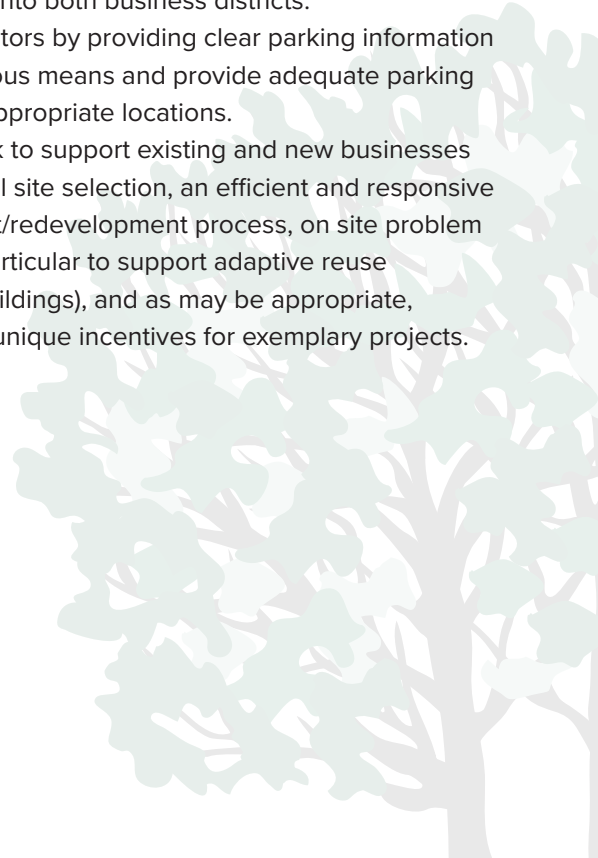 into both business districts.
tors by providing clear parking information
ous means and provide adequate parking
ppropriate locations.
k to support existing and new businesses
l site selection, an efficient and responsive
t/redevelopment process, on site problem
rticular to support adaptive reuse
ildings), and as may be appropriate,
unique incentives for exemplary projects.